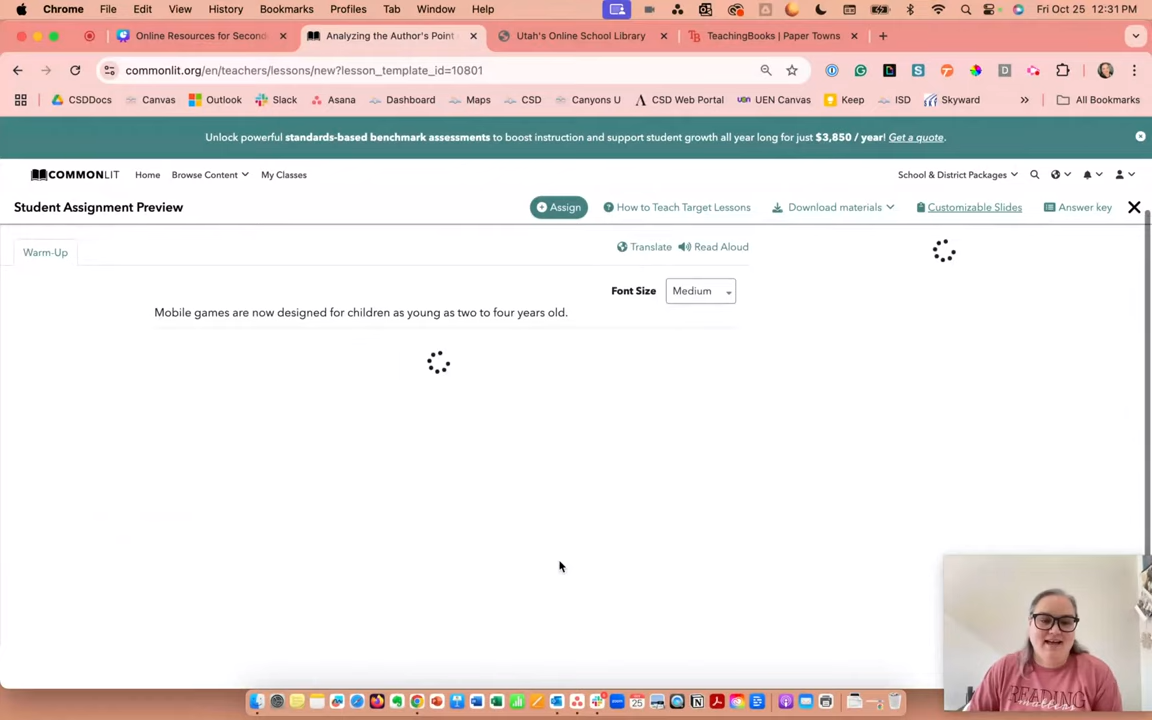 Chrome File Edit View History Bookmarks Profiles Tab Window Help Fri Oct 25 12:31 PM
Online Resources for Second Analyzing the Author's Point Utah's Online School Library TeachingBooks | Paper Towns
commonlit.org/en/teachers/lessons/new?lesson_template_id=10801
CSDDocs Canvas Outlook Slack Asana Dashboard Maps CSD Canyons U CSD Web Portal UEN Canvas Keep ISD Skyward All Bookmarks
Unlock powerful standards-based benchmark assessments to boost instruction and support student growth all year long for just $3,850 / year! Get a quote.
COMMONLIT Home Browse Content My Classes School & District Packages
Student Assignment Preview Assign How to Teach Target Lessons Download materials Customizable Slides Answer key
Warm-Up Translate Read Aloud
Font Size Medium
Mobile games are now designed for children as young as two to four years old.
READING
matters